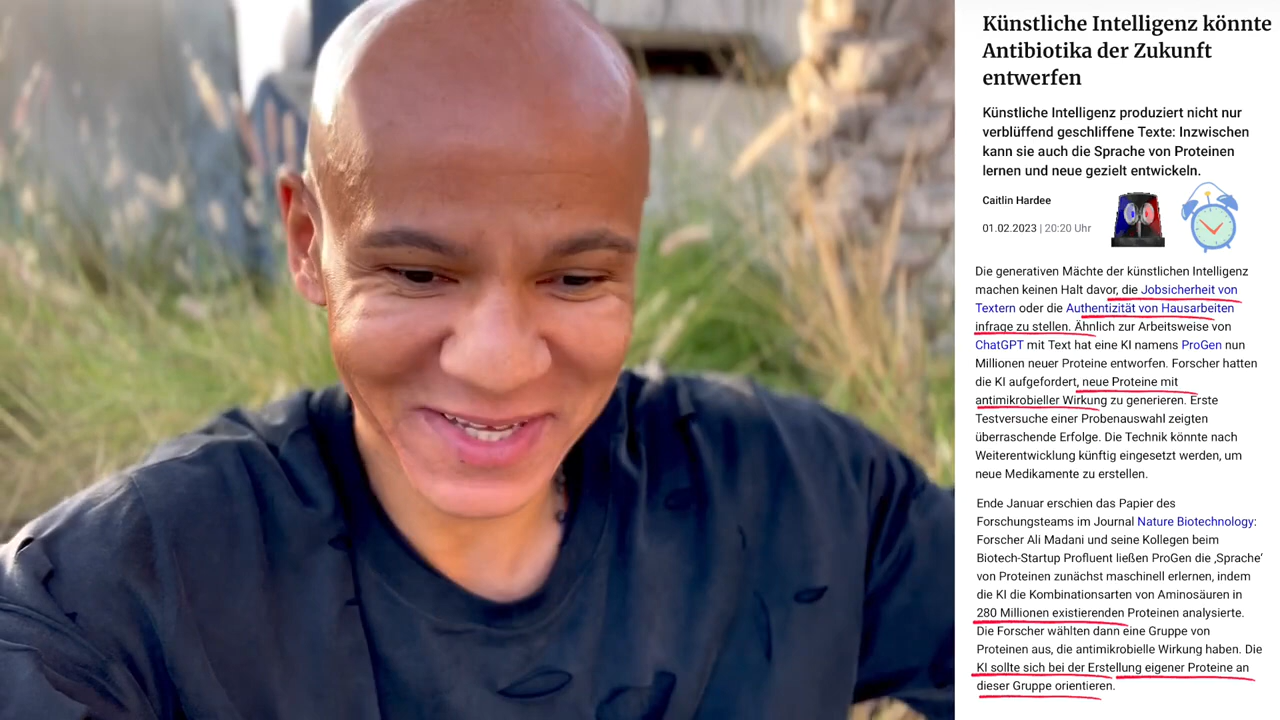 Künstliche Intelligenz könnte
Antibiotika der Zukunft
entwerfen
Künstliche Intelligenz produziert nicht nur
verblüffend geschliffene Texte: Inzwischen
kann sie auch die Sprache von Proteinen
lernen und neue gezielt entwickeln.
Caitlin Hardee
01.02.2023 | 20:20 Uhr
Die generativen Mächte der künstlichen Intelligenz
machen keinen Halt davor, die Jobsicherheit von
Textern oder die Authentizität von Hausarbeiten
infrage zu stellen. Ähnlich zur Arbeitsweise von
ChatGPT mit Text hat eine KI namens ProGen nun
Millionen neuer Proteine entworfen. Forscher hatten
die KI aufgefordert, neue Proteine mit
antimikrobieller Wirkung zu generieren. Erste
Testversuche einer Probenauswahl zeigten
überraschende Erfolge. Die Technik könnte nach
Weiterentwicklung künftig eingesetzt werden, um
neue Medikamente zu erstellen.
Ende Januar erschien das Papier des
Forschungsteams im Journal Nature Biotechnology:
Forscher Ali Madani und seine Kollegen beim
Biotech-Startup Profluent ließen ProGen die ‚Sprache‘
von Proteinen zunächst maschinell erlernen, indem
die KI die Kombinationsarten von Aminosäuren in
280 Millionen existierenden Proteinen analysierte.
Die Forscher wählten dann eine Gruppe von
Proteinen aus, die antimikrobielle Wirkung haben. Die
KI sollte sich bei der Erstellung eigener Proteine an
dieser Gruppe orientieren.